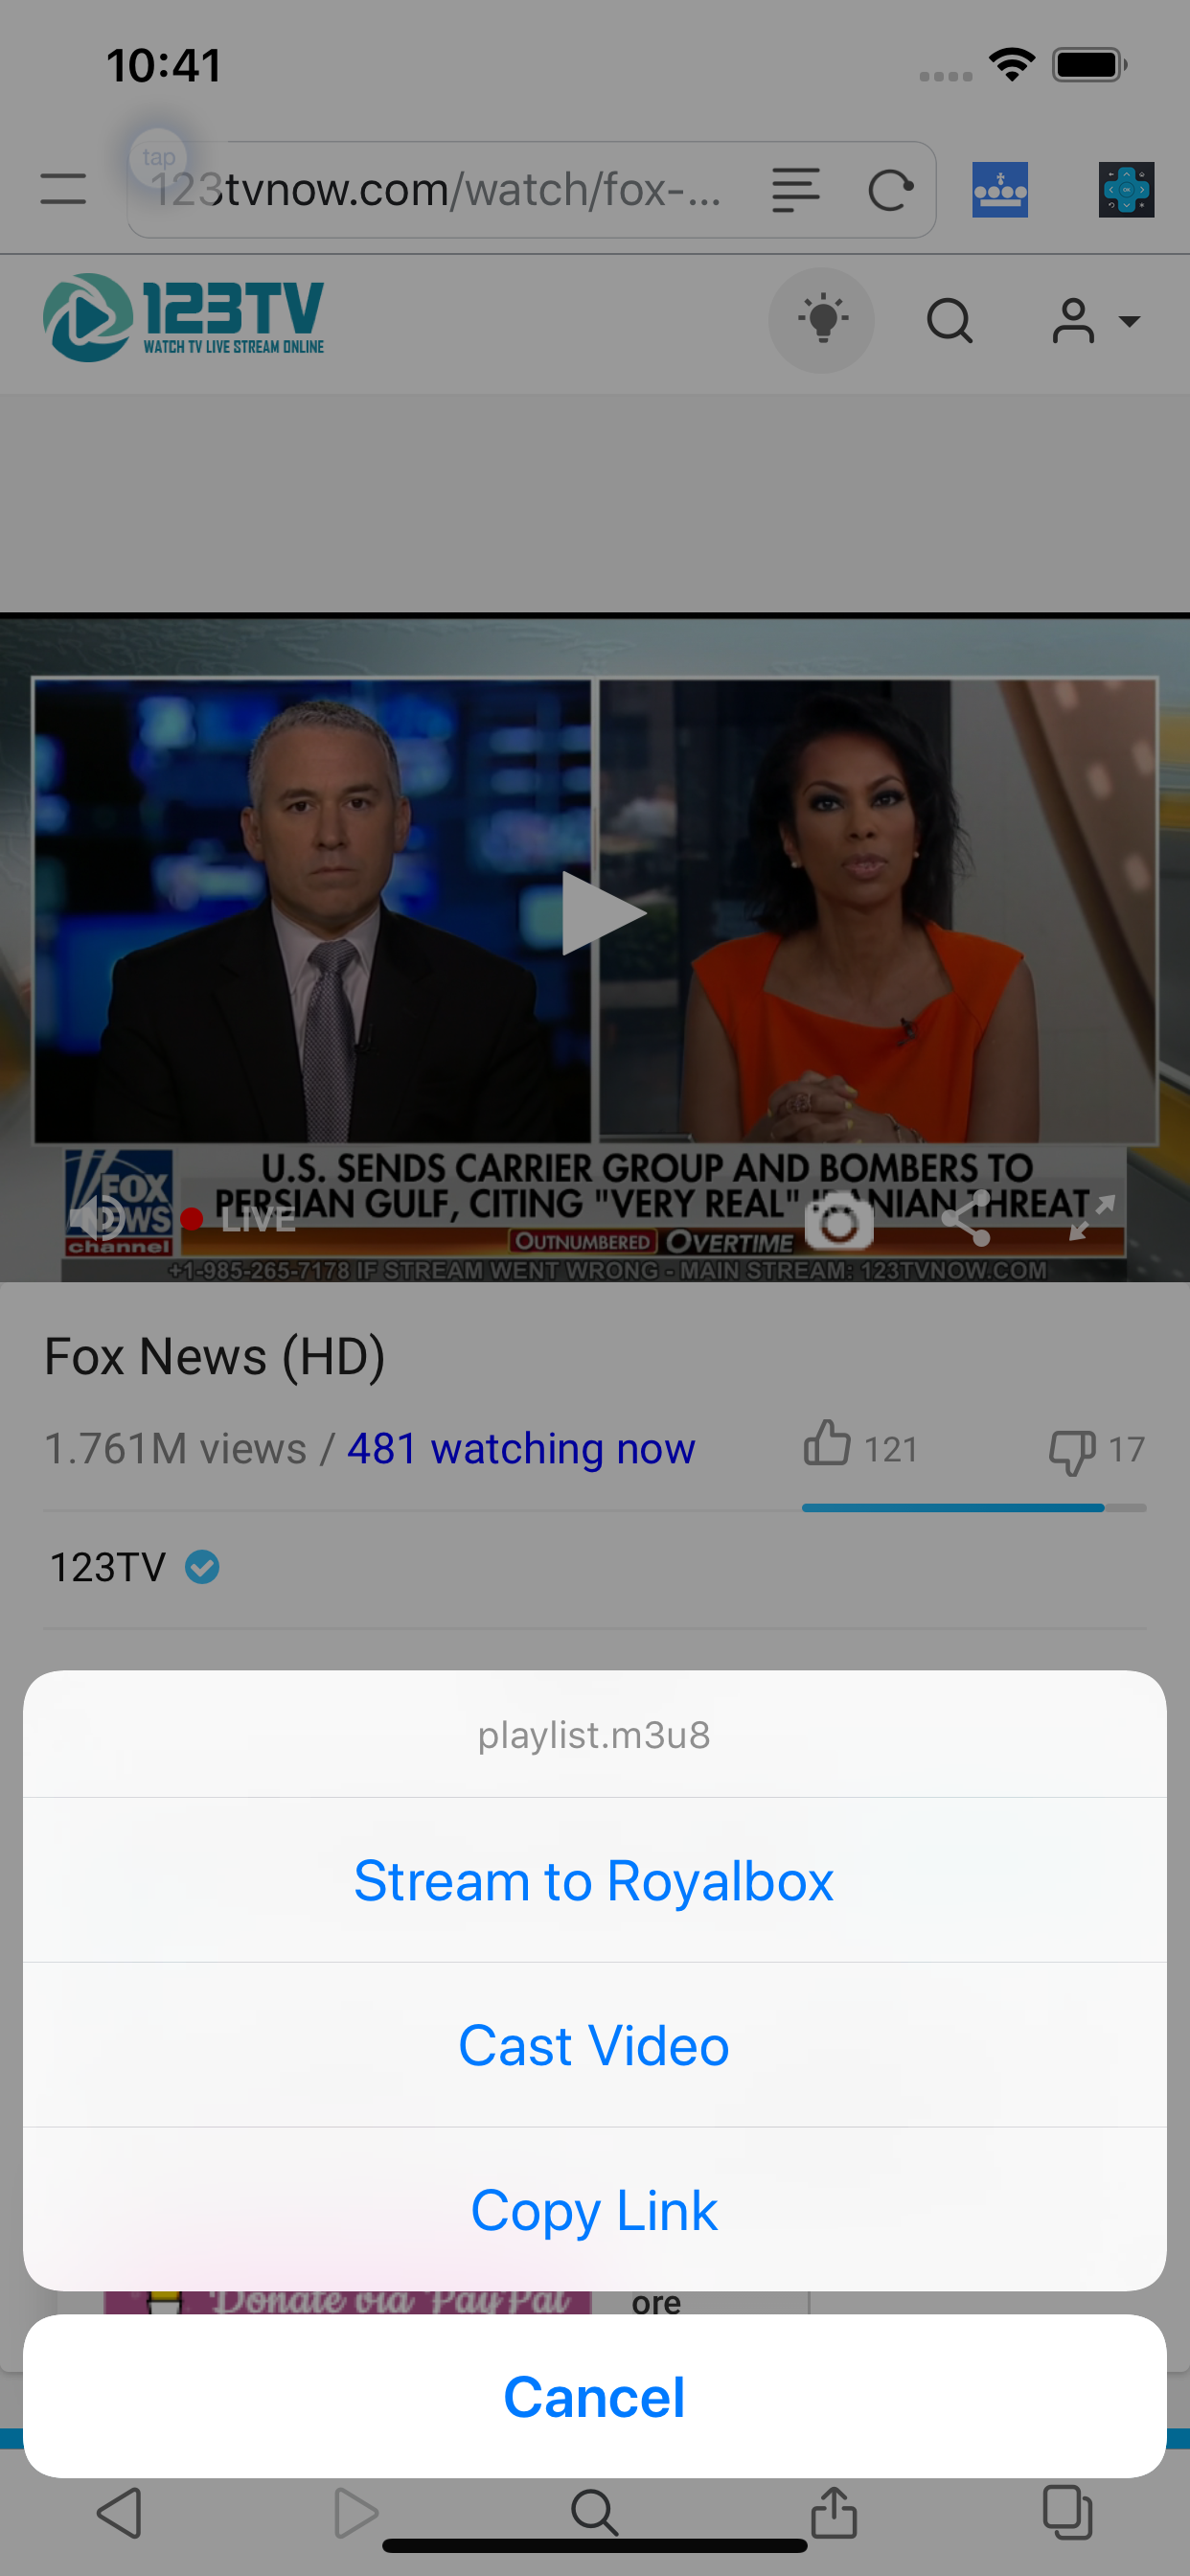 10:41
tap
123tvnow.com/watch/fox-...
123TV
WATCH TV LIVE STREAM ONLINE
U.S. SENDS CARRIER GROUP AND BOMBERS TO
PERSIAN GULF, CITING "VERY REAL" IRANIAN THREAT
FOX
NEWS
channel
LIVE
OUTNUMBERED OVERTIME
+1-985-265-7178 IF STREAM WENT WRONG - MAIN STREAM: 123TVNOW.COM
Fox News (HD)
1.761M views / 481 watching now
121
17
123TV
playlist.m3u8
Stream to Royalbox
Cast Video
Copy Link
Donate via PayPal
ore
Cancel